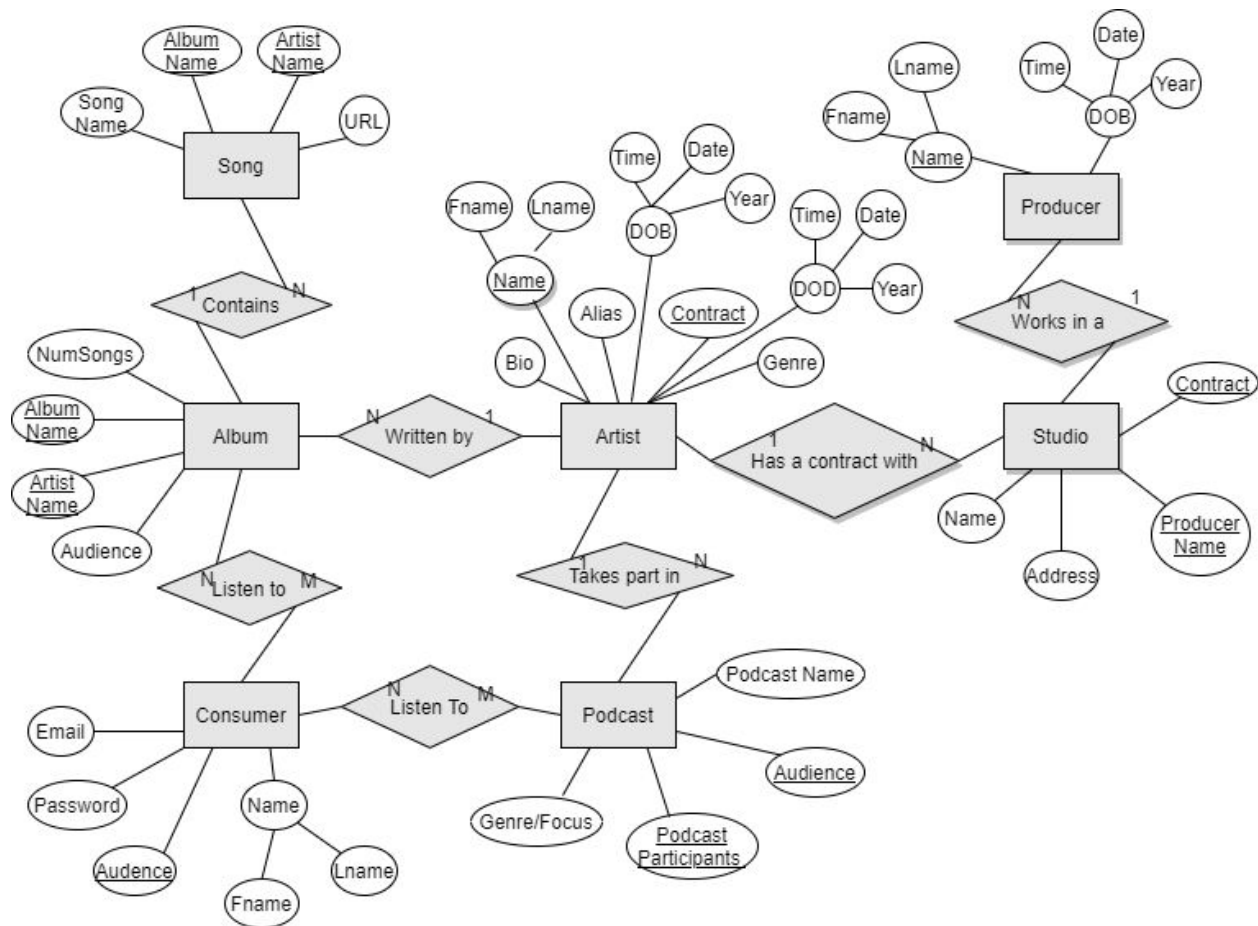 Album
Name
Artist
Name
Song
Name
URL
Song
Lname
Fname
Name
Time
Date
Year
DOB
Producer
Fname
Lname
Name
Time
Date
Year
DOB
Time
Date
DOD
Year
1
Contains
N
Bio
Alias
Contract
Genre
N
Works in a
1
NumSongs
Album
Name
Artist
Name
Audience
Album
N
Written by
1
Artist
1
Has a contract with
N
Studio
Contract
Name
Address
Producer
Name
N
Listen to
M
1
Takes part in
N
Consumer
N
Listen To
M
Podcast
Podcast Name
Audience
Podcast
Participants
Genre/Focus
Email
Password
Audence
Name
Fname
Lname